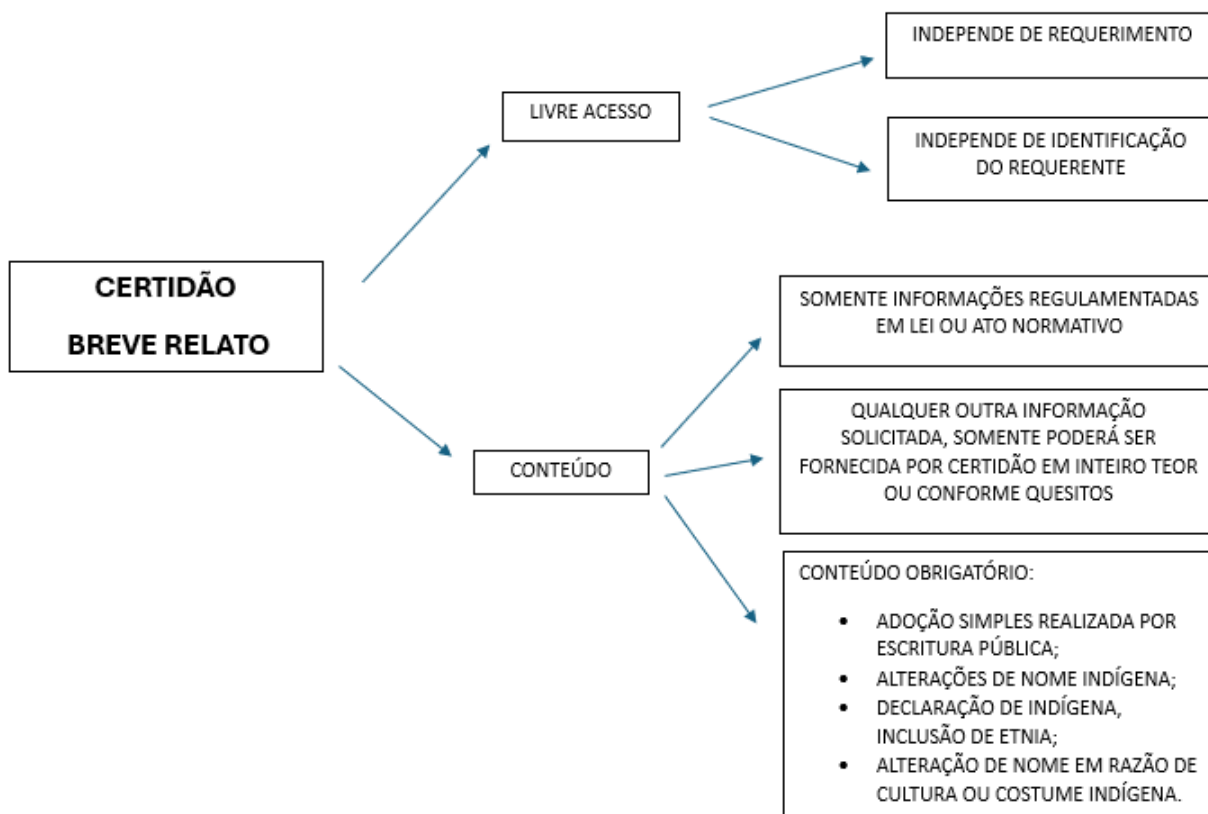 CERTIDÃO
BREVE RELATO
LIVRE ACESSO
INDEPENDE DE REQUERIMENTO
INDEPENDE DE IDENTIFICAÇÃO
DO REQUERENTE
CONTEÚDO
SOMENTE INFORMAÇÕES REGULAMENTADAS
EM LEI OU ATO NORMATIVO
QUALQUER OUTRA INFORMAÇÃO
SOLICITADA, SOMENTE PODERÁ SER
FORNECIDA POR CERTIDÃO EM INTEIRO TEOR
OU CONFORME QUESITOS
CONTEÚDO OBRIGATÓRIO:
• ADOÇÃO SIMPLES REALIZADA POR
ESCRITURA PÚBLICA;
• ALTERAÇÕES DE NOME INDÍGENA;
• DECLARAÇÃO DE INDÍGENA,
INCLUSÃO DE ETNIA;
• ALTERAÇÃO DE NOME EM RAZÃO DE
CULTURA OU COSTUME INDÍGENA.